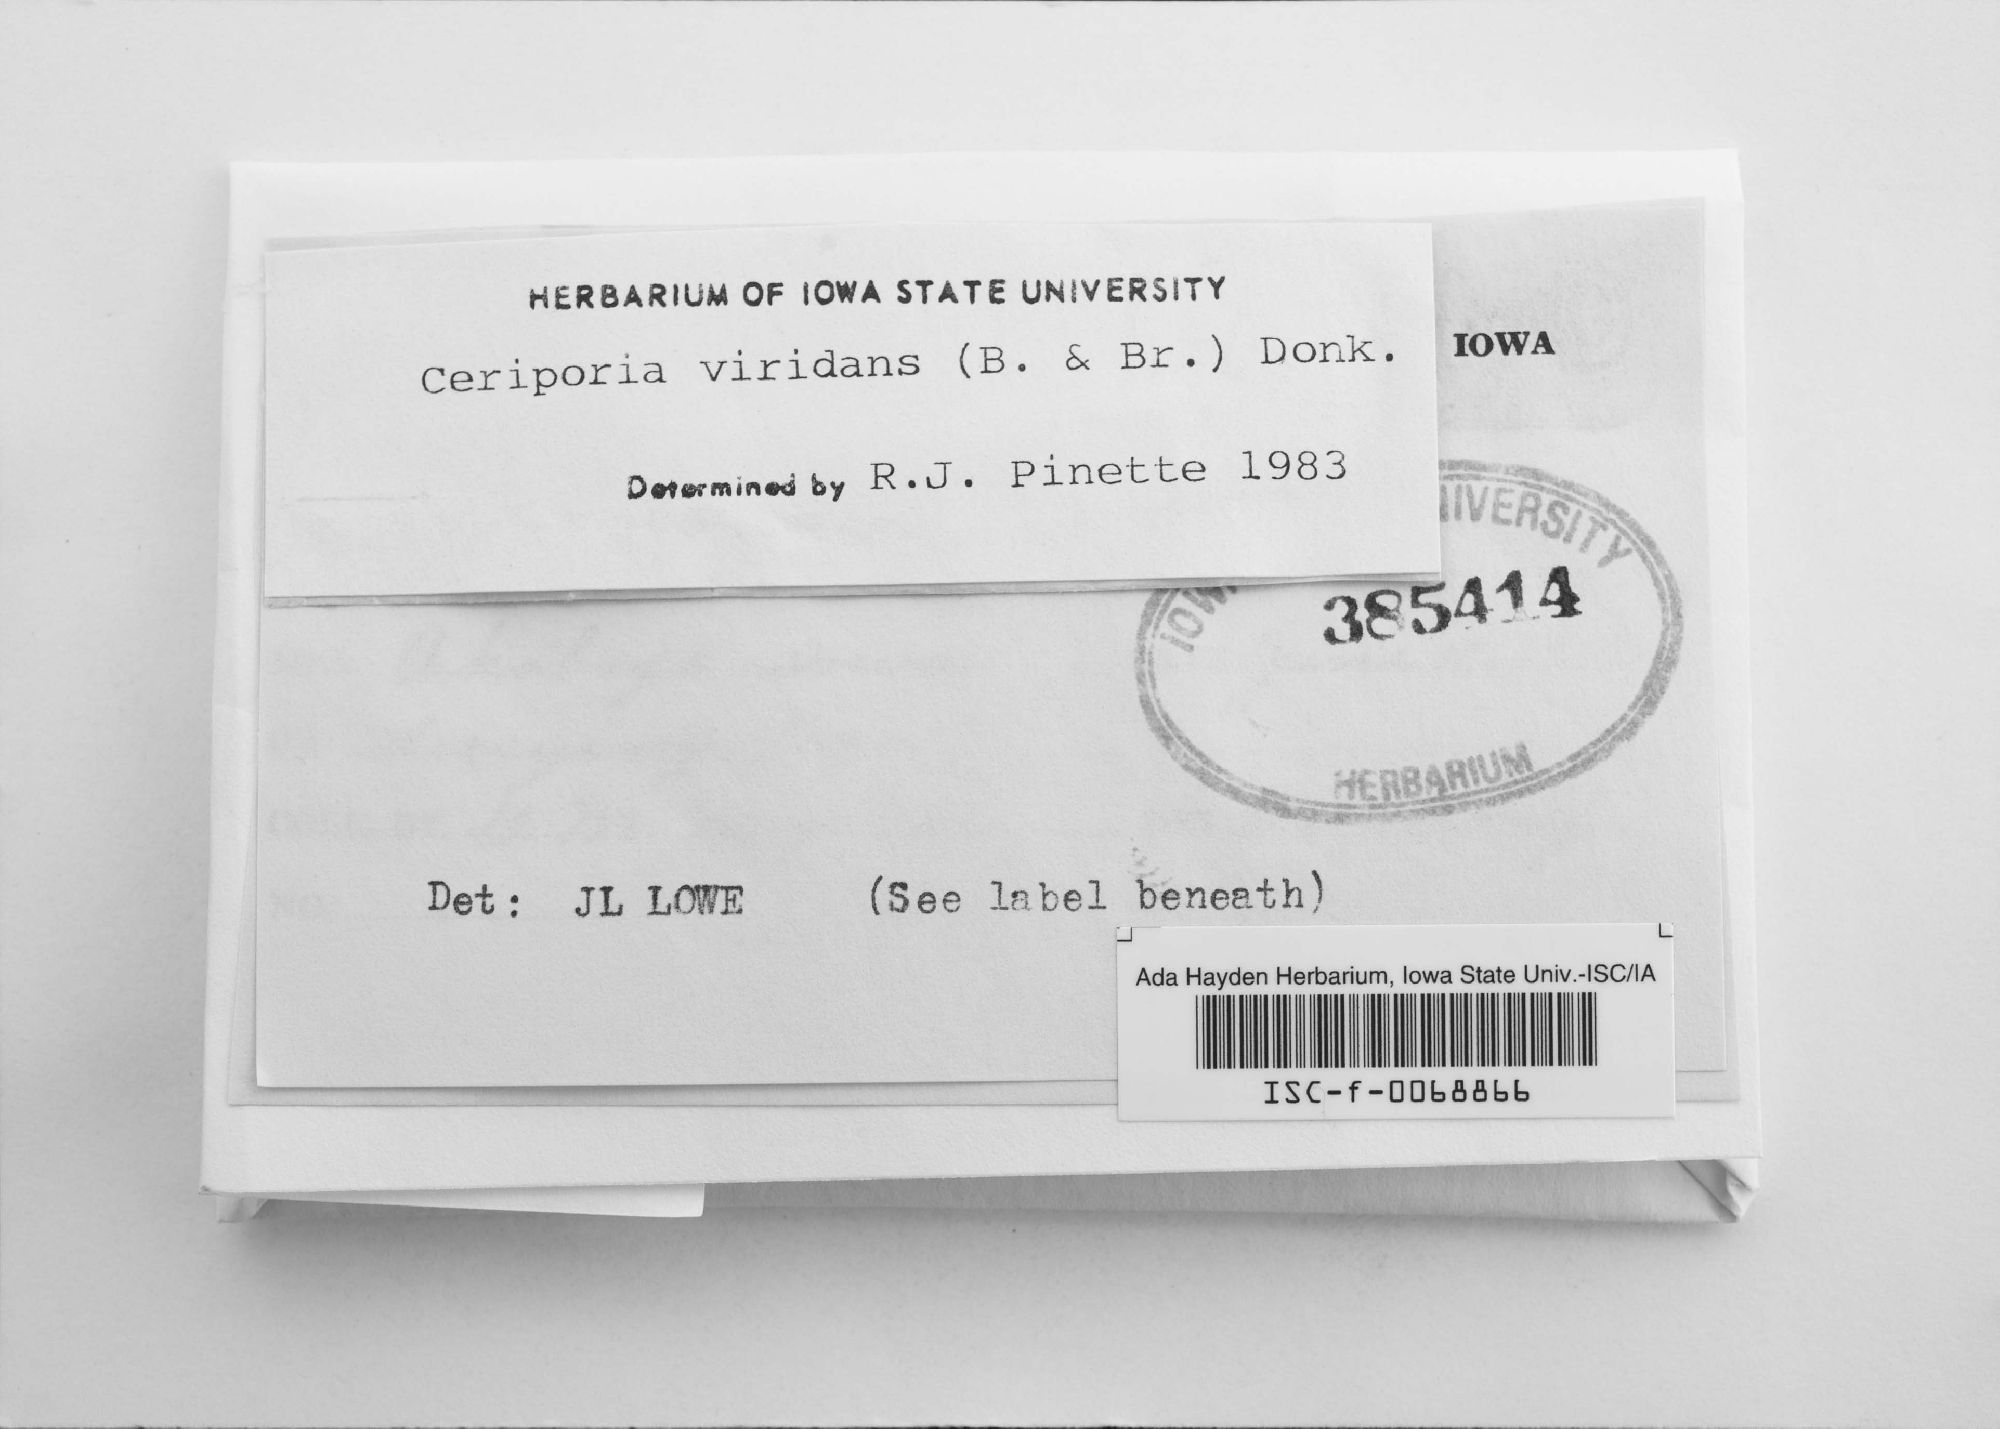 HERBARIUM OF IOWA STATE UNIVERSITY
Ceriporia viridans (B. & Br.) Donk.
Determined by R.J. Pinette 1983
IOWA
UNIVERSITY
385414
HERBARIUM
Det: JL LOWE (See label beneath)
Ada Hayden Herbarium, Iowa State Univ.-ISC/IA
ISC-f-0068866